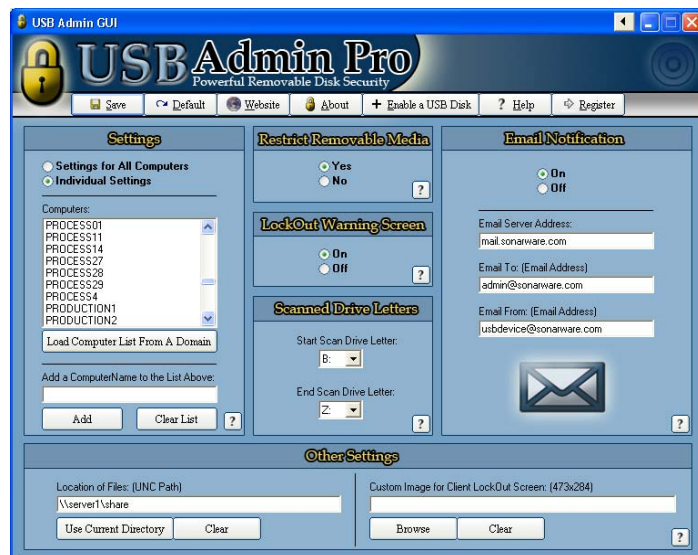 USB Admin GUI
USB Admin Pro
Powerful Removable Disk Security
Save Default Website About + Enable a USB Disk ? Help Register
Settings
Settings for All Computers
Individual Settings
Computers:
PROCESS01
PROCESS11
PROCESS14
PROCESS27
PROCESS28
PROCESS29
PROCESS4
PRODUCTION1
PRODUCTION2
Load Computer List From A Domain
Add a ComputerName to the List Above:
Add Clear List ?
Restrict Removable Media
Yes
No
?
LockOut Warning Screen
On
Off
?
Scanned Drive Letters
Start Scan Drive Letter:
B:
End Scan Drive Letter:
Z:
?
Email Notification
On
Off
Email Server Address:
mail.sonarware.com
Email To: (Email Address)
admin@sonarware.com
Email From: (Email Address)
usbdevice@sonarware.com
?
Other Settings
Location of Files: (UNC Path)
\\server1\share
Use Current Directory Clear
Custom Image for Client LockOut Screen: (473x284)
Browse Clear
?